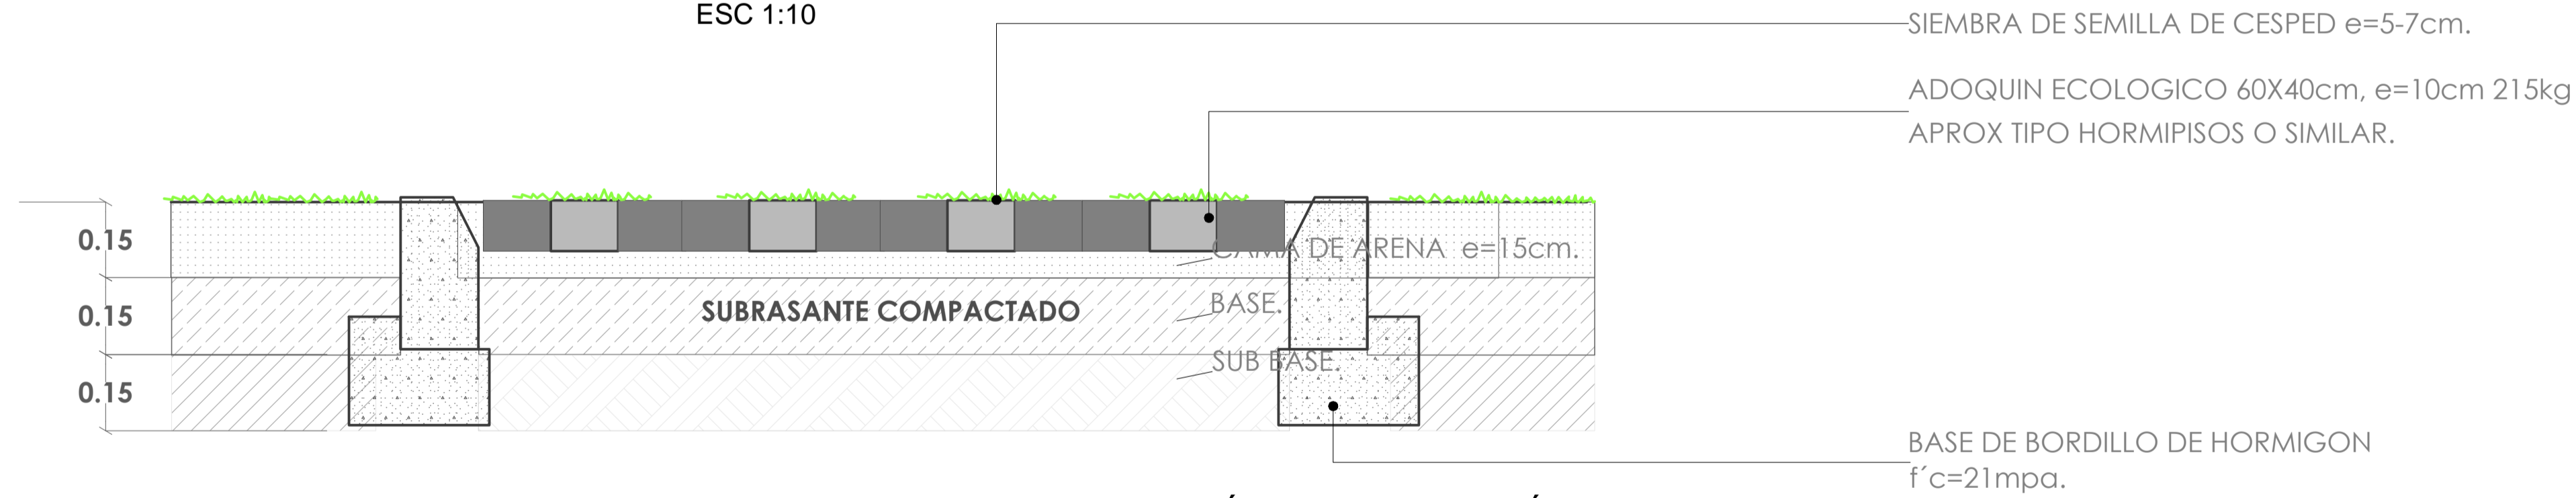 ESC 1:10
SIEMBRA DE SEMILLA DE CESPED e=5-7cm.
ADOQUIN ECOLOGICO 60X40cm, e=10cm 215kg
APROX TIPO HORMIPISOS O SIMILAR.
0.15
CAMA DE ARENA e=15cm.
0.15
SUBRASANTE COMPACTADO
BASE.
SUB BASE.
0.15
BASE DE BORDILLO DE HORMIGON
f´c=21mpa.